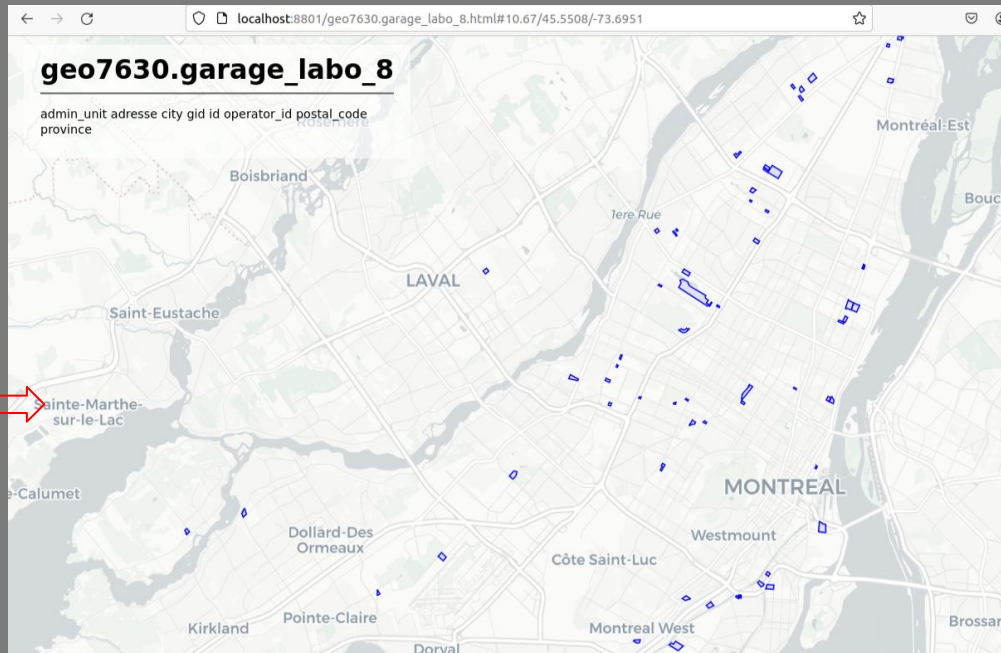 localhost:8801/geo7630.garage_labo_8.html#10.67/45.5508/-73.6951
geo7630.garage_labo_8
admin_unit adresse city gid id operator_id postal_code
province
Rosemère
Montréal-Est
Boisbriand
Bouc
1ere Rue
LAVAL
Saint-Eustache
Sainte-Marthe-
sur-le-Lac
MONTREAL
e-Calumet
Dollard-Des
Ormeaux
Westmount
Côte Saint-Luc
Pointe-Claire
Kirkland
Montreal West
Brossar
Dorval